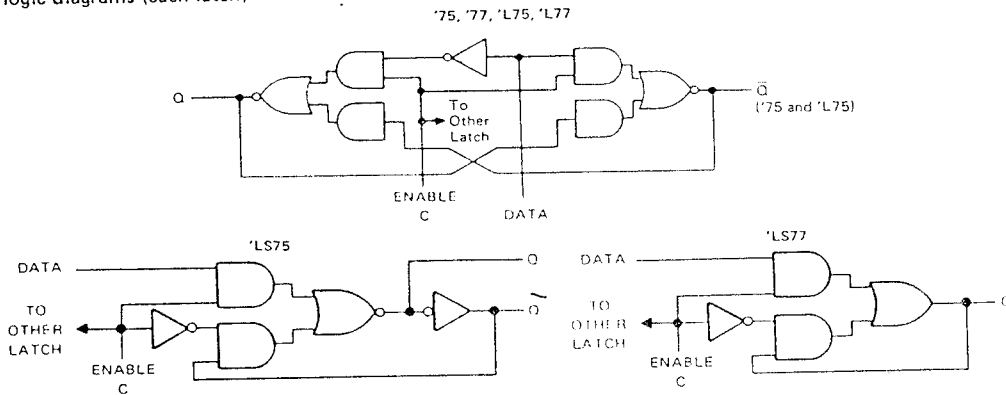 logic diagrams (each latch)
'75, '77, 'L75, 'L77
Q
Q̄
('75 and 'L75)
To
Other
Latch
ENABLE
C
DATA
'LS75
DATA
TO
OTHER
LATCH
ENABLE
C
Q
Q̄
'LS77
DATA
TO
OTHER
LATCH
ENABLE
C
Q